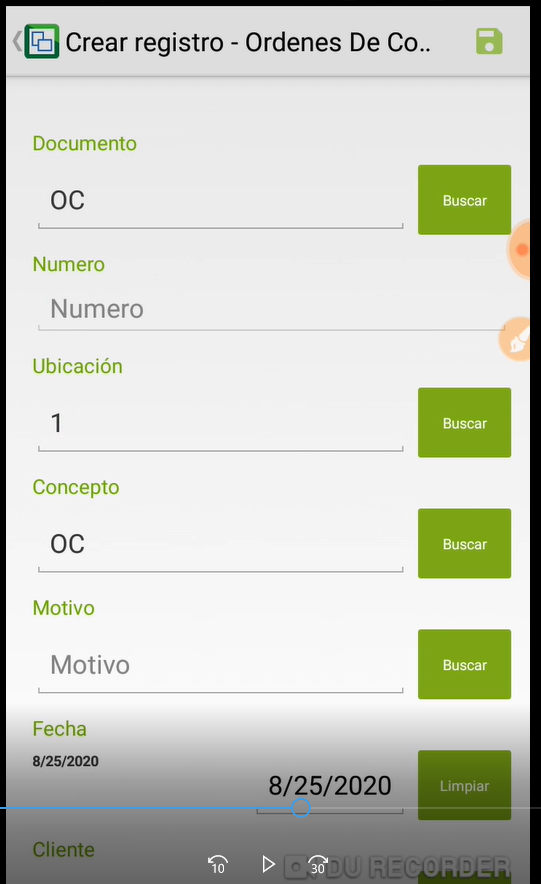 Crear registro - Ordenes De Co..
Documento
OC
Buscar
Numero
Numero
Ubicación
1
Buscar
Concepto
OC
Buscar
Motivo
Motivo
Buscar
Fecha
8/25/2020
8/25/2020
Limpiar
Cliente
10
30
DU RECORDER